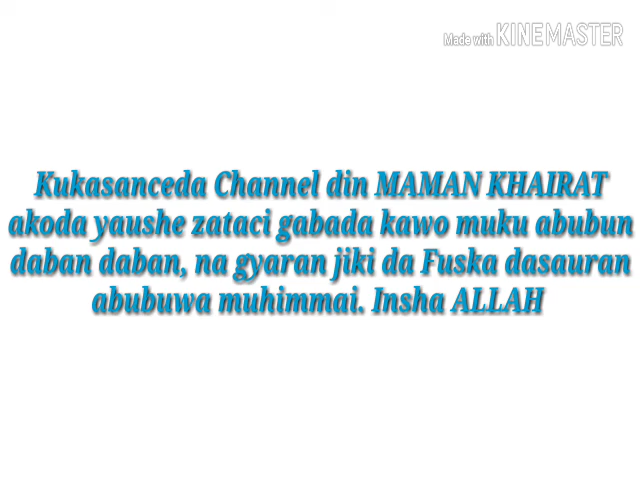 Made with KINEMASTER
Kukasanceda Channel din MAMAN KHAIRAT
akoda yaushe zataci gabada kawo muku abubun
daban daban, na gyaran jiki da Fuska dasauran
abubuwa muhimmai. Insha ALLAH